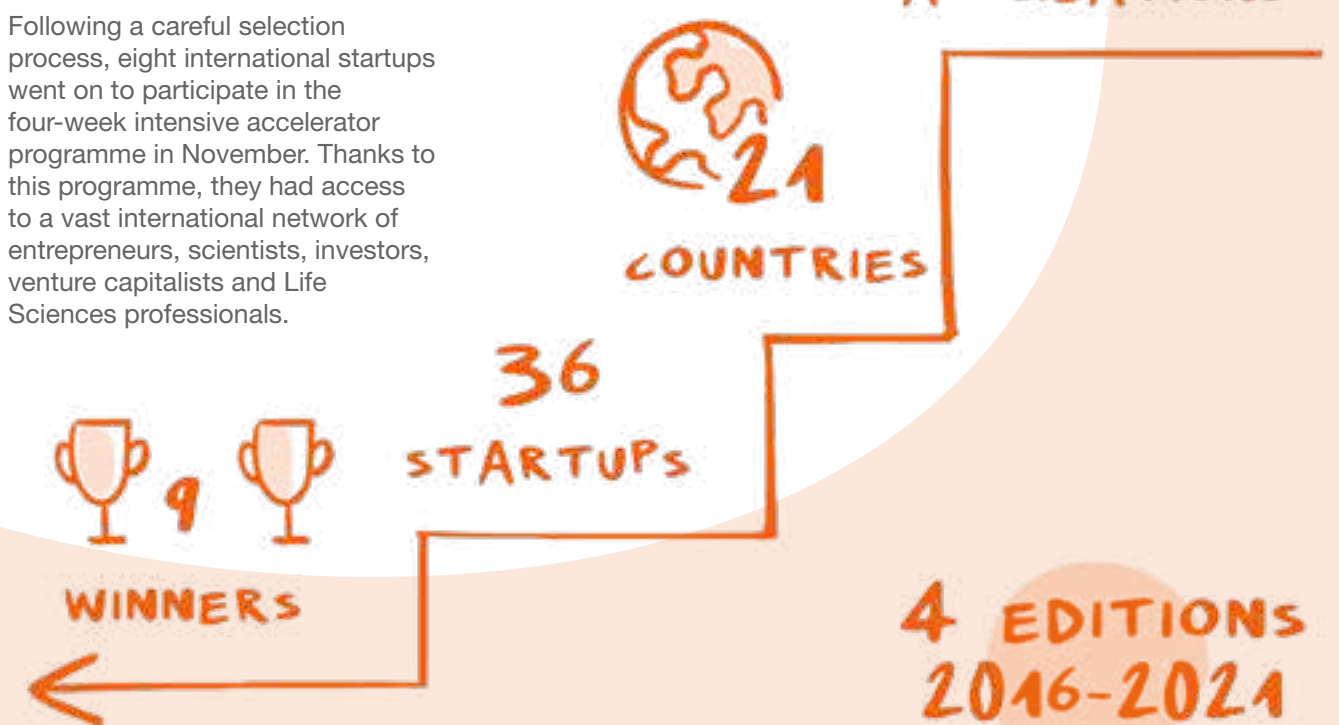 Following a careful selection
process, eight international startups
went on to participate in the
four-week intensive accelerator
programme in November. Thanks to
this programme, they had access
to a vast international network of
entrepreneurs, scientists, investors,
venture capitalists and Life
Sciences professionals.
21
COUNTRIES
36
STARTUPS
9
WINNERS
4 EDITIONS
2016-2021